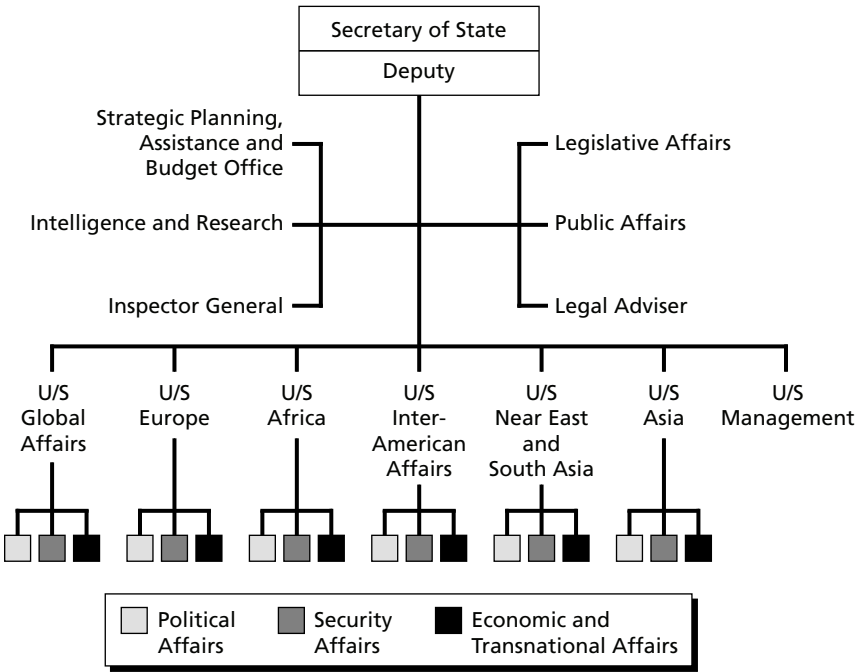 Secretary of State
Deputy
Strategic Planning,
Assistance and
Budget Office
Legislative Affairs
Intelligence and Research
Public Affairs
Inspector General
Legal Adviser
U/S
Global
Affairs
U/S
Europe
U/S
Africa
U/S
Inter-
American
Affairs
U/S
Near East
and
South Asia
U/S
Asia
U/S
Management
Political
Affairs
Security
Affairs
Economic and
Transnational Affairs